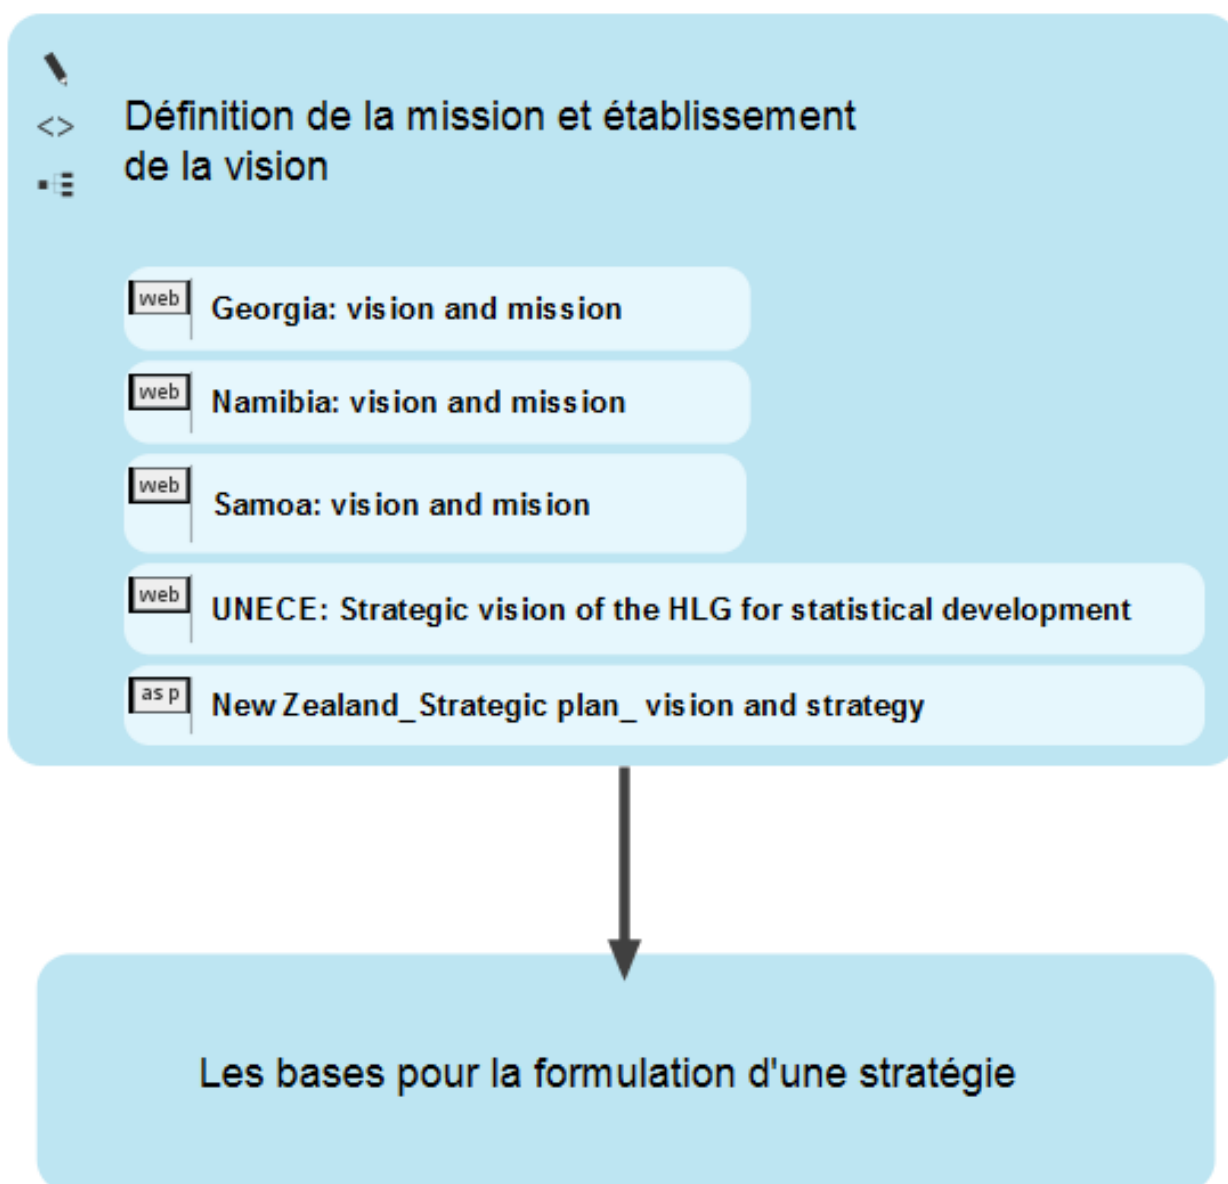 Définition de la mission et établissement
de la vision
web
Georgia: vision and mission
web
Namibia: vision and mission
web
Samoa: vision and mision
web
UNECE: Strategic vision of the HLG for statistical development
asp
New Zealand_Strategic plan_ vision and strategy
Les bases pour la formulation d'une stratégie